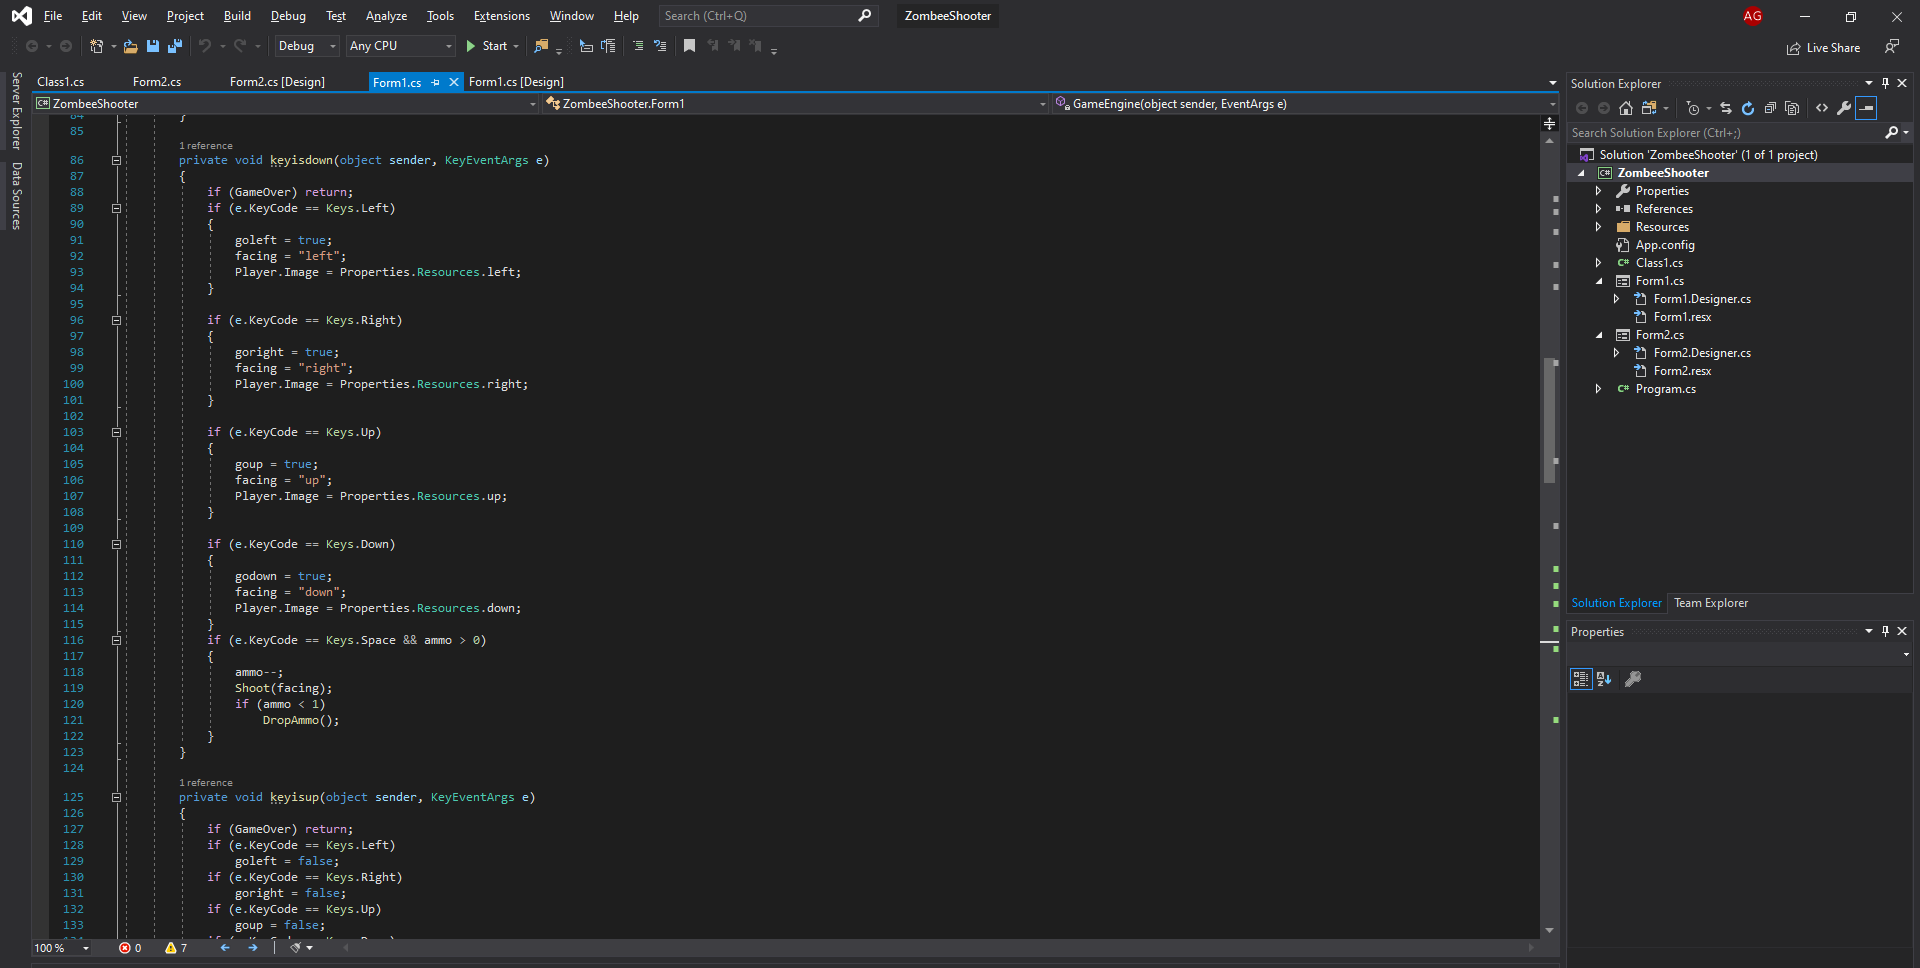 File Edit View Project Build Debug Test Analyze Tools Extensions Window Help Search (Ctrl+Q) ZombeeShooter AG
Debug Any CPU Start Live Share
Server Explorer
Data Sources
Class1.cs Form2.cs Form2.cs [Design] Form1.cs Form1.cs [Design]
C# ZombeeShooter ZombeeShooter.Form1 GameEngine(object sender, EventArgs e)
84 }
85
1 reference
86 private void keyisdown(object sender, KeyEventArgs e)
87 {
88 if (GameOver) return;
89 if (e.KeyCode == Keys.Left)
90 {
91 goleft = true;
92 facing = "left";
93 Player.Image = Properties.Resources.left;
94 }
95
96 if (e.KeyCode == Keys.Right)
97 {
98 goright = true;
99 facing = "right";
100 Player.Image = Properties.Resources.right;
101 }
102
103 if (e.KeyCode == Keys.Up)
104 {
105 goup = true;
106 facing = "up";
107 Player.Image = Properties.Resources.up;
108 }
109
110 if (e.KeyCode == Keys.Down)
111 {
112 godown = true;
113 facing = "down";
114 Player.Image = Properties.Resources.down;
115 }
116 if (e.KeyCode == Keys.Space && ammo > 0)
117 {
118 ammo--;
119 Shoot(facing);
120 if (ammo < 1)
121 DropAmmo();
122 }
123 }
124
1 reference
125 private void keyisup(object sender, KeyEventArgs e)
126 {
127 if (GameOver) return;
128 if (e.KeyCode == Keys.Left)
129 goleft = false;
130 if (e.KeyCode == Keys.Right)
131 goright = false;
132 if (e.KeyCode == Keys.Up)
133 goup = false;
100 % 0 7
Solution Explorer
Search Solution Explorer (Ctrl+;)
Solution 'ZombeeShooter' (1 of 1 project)
C# ZombeeShooter
Properties
References
Resources
App.config
C# Class1.cs
Form1.cs
Form1.Designer.cs
Form1.resx
Form2.cs
Form2.Designer.cs
Form2.resx
C# Program.cs
Solution Explorer Team Explorer
Properties